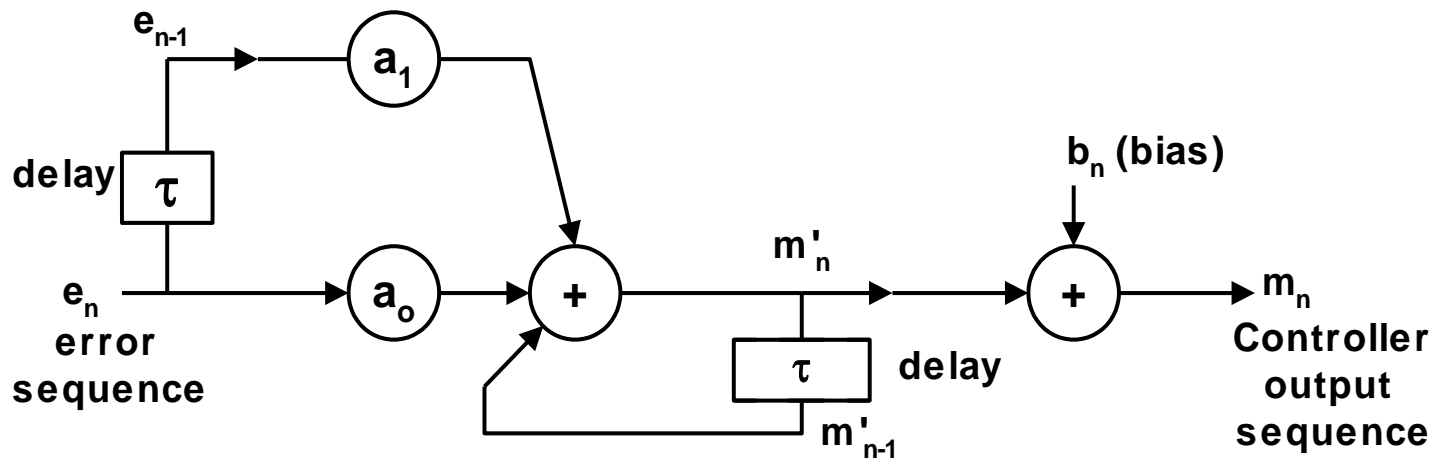 e_{n-1}
a_1
delay
τ
b_n (bias)
e_n
error
sequence
a_o
+
m'_n
+
m_n
Controller
output
sequence
τ
delay
m'_{n-1}